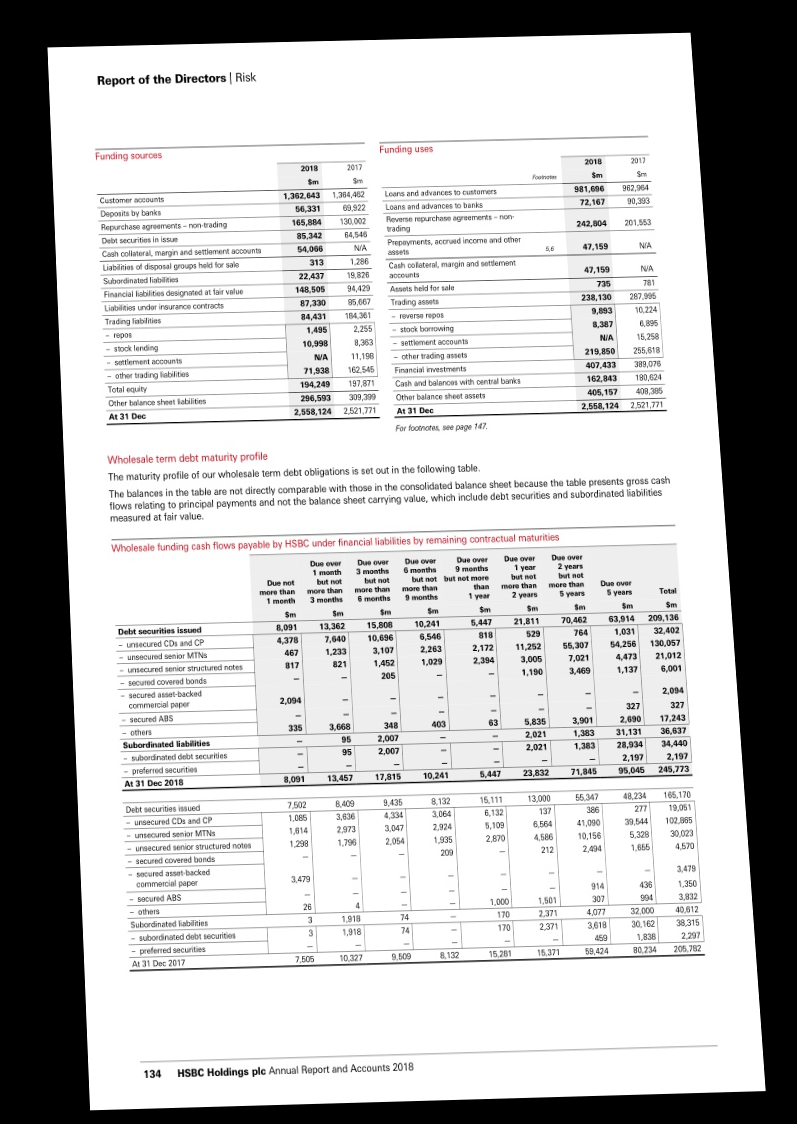 Report of the Directors | Risk
Funding sources
2018 2017
$m $m
Customer accounts 1,362,643 1,364,462
Deposits by banks 56,331 69,922
Repurchase agreements – non-trading 165,884 130,002
Debt securities in issue 85,342 64,546
Cash collateral, margin and settlement accounts 54,066 N/A
Liabilities of disposal groups held for sale 313 1,286
Subordinated liabilities 22,437 19,826
Financial liabilities designated at fair value 148,505 94,429
Liabilities under insurance contracts 87,330 85,667
Trading liabilities 84,431 184,361
– repos 1,495 2,255
– stock lending 10,998 8,363
– settlement accounts N/A 11,198
– other trading liabilities 71,938 162,545
Total equity 194,249 197,871
Other balance sheet liabilities 296,593 309,399
At 31 Dec 2,558,124 2,521,771
Funding uses
2018 2017
Footnotes $m $m
Loans and advances to customers 981,696 962,964
Loans and advances to banks 72,167 90,393
Reverse repurchase agreements – non-
trading 242,804 201,553
Prepayments, accrued income and other
assets 5,6 47,159 N/A
Cash collateral, margin and settlement
accounts 47,159 N/A
Assets held for sale 735 781
Trading assets 238,130 287,995
– reverse repos 9,893 10,224
– stock borrowing 8,387 6,895
– settlement accounts N/A 15,258
– other trading assets 219,850 255,618
Financial investments 407,433 389,076
Cash and balances with central banks 162,843 180,624
Other balance sheet assets 405,157 408,385
At 31 Dec 2,558,124 2,521,771
For footnotes, see page 147.
Wholesale term debt maturity profile
The maturity profile of our wholesale term debt obligations is set out in the following table.
The balances in the table are not directly comparable with those in the consolidated balance sheet because the table presents gross cash
flows relating to principal payments and not the balance sheet carrying value, which include debt securities and subordinated liabilities
measured at fair value.
Wholesale funding cash flows payable by HSBC under financial liabilities by remaining contractual maturities
Due not more than 1 month Due over 1 month but not more than 3 months Due over 3 months but not more than 6 months Due over 6 months but not more than 9 months Due over 9 months but not more than 1 year Due over 1 year but not more than 2 years Due over 2 years but not more than 5 years Due over 5 years Total
$m $m $m $m $m $m $m $m $m
Debt securities issued 8,091 13,362 15,808 10,241 5,447 21,811 70,462 63,914 209,136
– unsecured CDs and CP 4,378 7,640 10,696 6,546 818 529 764 1,031 32,402
– unsecured senior MTNs 467 1,233 3,107 2,263 2,172 11,252 55,307 54,256 130,057
– unsecured senior structured notes 817 821 1,452 1,029 2,394 3,005 7,021 4,473 21,012
– secured covered bonds – – 205 – – 1,190 3,469 1,137 6,001
– secured asset-backed
commercial paper 2,094 – – – – – – – 2,094
– secured ABS – – – – – – – 327 327
– others 335 3,668 348 403 63 5,835 3,901 2,690 17,243
Subordinated liabilities – 95 2,007 – – 2,021 1,383 31,131 36,637
– subordinated debt securities – 95 2,007 – – 2,021 1,383 28,934 34,440
– preferred securities – – – – – – – 2,197 2,197
At 31 Dec 2018 8,091 13,457 17,815 10,241 5,447 23,832 71,845 95,045 245,773
Debt securities issued 7,502 8,409 9,435 8,132 15,111 13,000 55,347 48,234 165,170
– unsecured CDs and CP 1,085 3,636 4,334 3,064 6,132 137 386 277 19,051
– unsecured senior MTNs 1,614 2,973 3,047 2,924 5,109 6,564 41,090 39,544 102,865
– unsecured senior structured notes 1,298 1,796 2,054 1,935 2,870 4,586 10,156 5,328 30,023
– secured covered bonds – – – 209 – 212 2,494 1,655 4,570
– secured asset-backed
commercial paper 3,479 – – – – – – – 3,479
– secured ABS – – – – – – 914 436 1,350
– others 26 4 – – 1,000 1,501 307 994 3,832
Subordinated liabilities 3 1,918 74 – 170 2,371 4,077 32,000 40,612
– subordinated debt securities 3 1,918 74 – 170 2,371 3,618 30,162 38,315
– preferred securities – – – – – – 459 1,838 2,297
At 31 Dec 2017 7,505 10,327 9,509 8,132 15,281 15,371 59,424 80,234 205,782
134 HSBC Holdings plc Annual Report and Accounts 2018